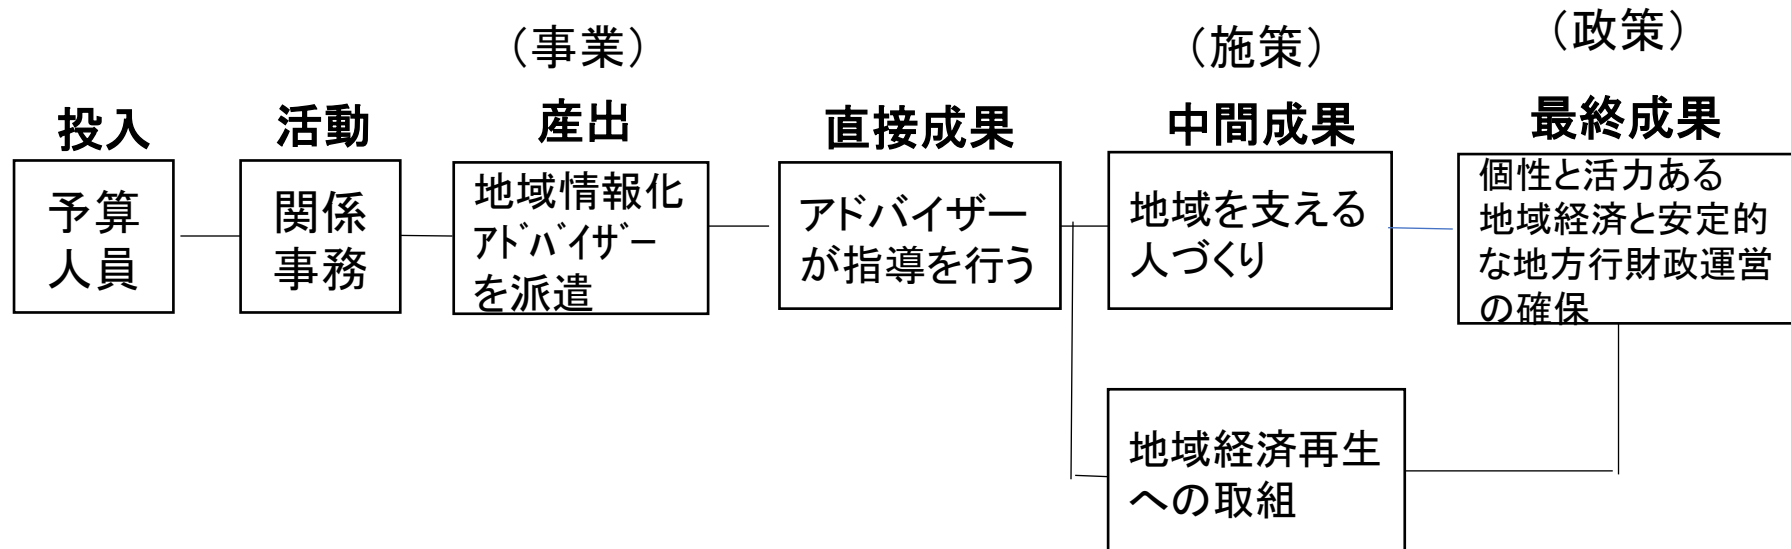 （事業）
（施策）
（政策）
投入
活動
産出
直接成果
中間成果
最終成果
予算
人員
関係
事務
地域情報化
ｱﾄﾞﾊﾞｲｻﾞｰ
を派遣
アドバイザー
が指導を行う
地域を支える
人づくり
個性と活力ある
地域経済と安定的
な地方行財政運営
の確保
地域経済再生
への取組